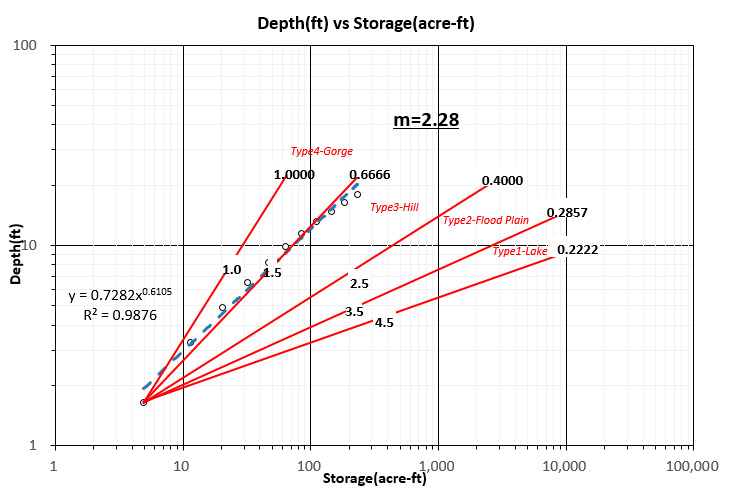 Depth(ft) vs Storage(acre-ft)
100
m=2.28
Type4-Gorge
1.0000
0.6666
0.4000
Type3-Hill
0.2857
Type2-Flood Plain
Depth(ft)
10
Type1-Lake
0.2222
1.0
1.5
2.5
y = 0.7282x^0.6105
R² = 0.9876
3.5
4.5
1
1
10
100
1,000
10,000
100,000
Storage(acre-ft)